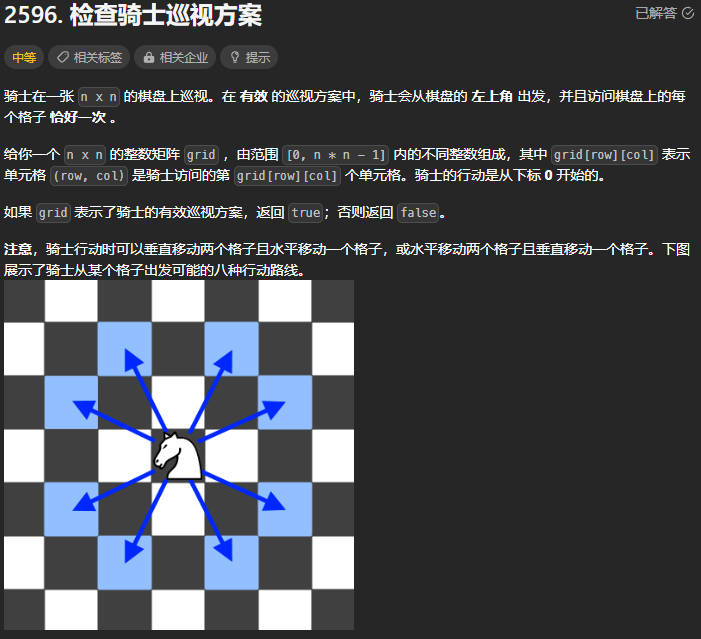 2596. 检查骑士巡视方案
已解答
中等 相关标签 相关企业 提示
骑士在一张 n x n 的棋盘上巡视。在 有效 的巡视方案中，骑士会从棋盘的 左上角 出发，并且访问棋盘上的每
个格子 恰好一次 。
给你一个 n x n 的整数矩阵 grid ，由范围 [0, n * n - 1] 内的不同整数组成，其中 grid[row][col] 表示
单元格 (row, col) 是骑士访问的第 grid[row][col] 个单元格。骑士的行动是从下标 0 开始的。
如果 grid 表示了骑士的有效巡视方案，返回 true；否则返回 false。
注意，骑士行动时可以垂直移动两个格子且水平移动一个格子，或水平移动两个格子且垂直移动一个格子。下图
展示了骑士从某个格子出发可能的八种行动路线。